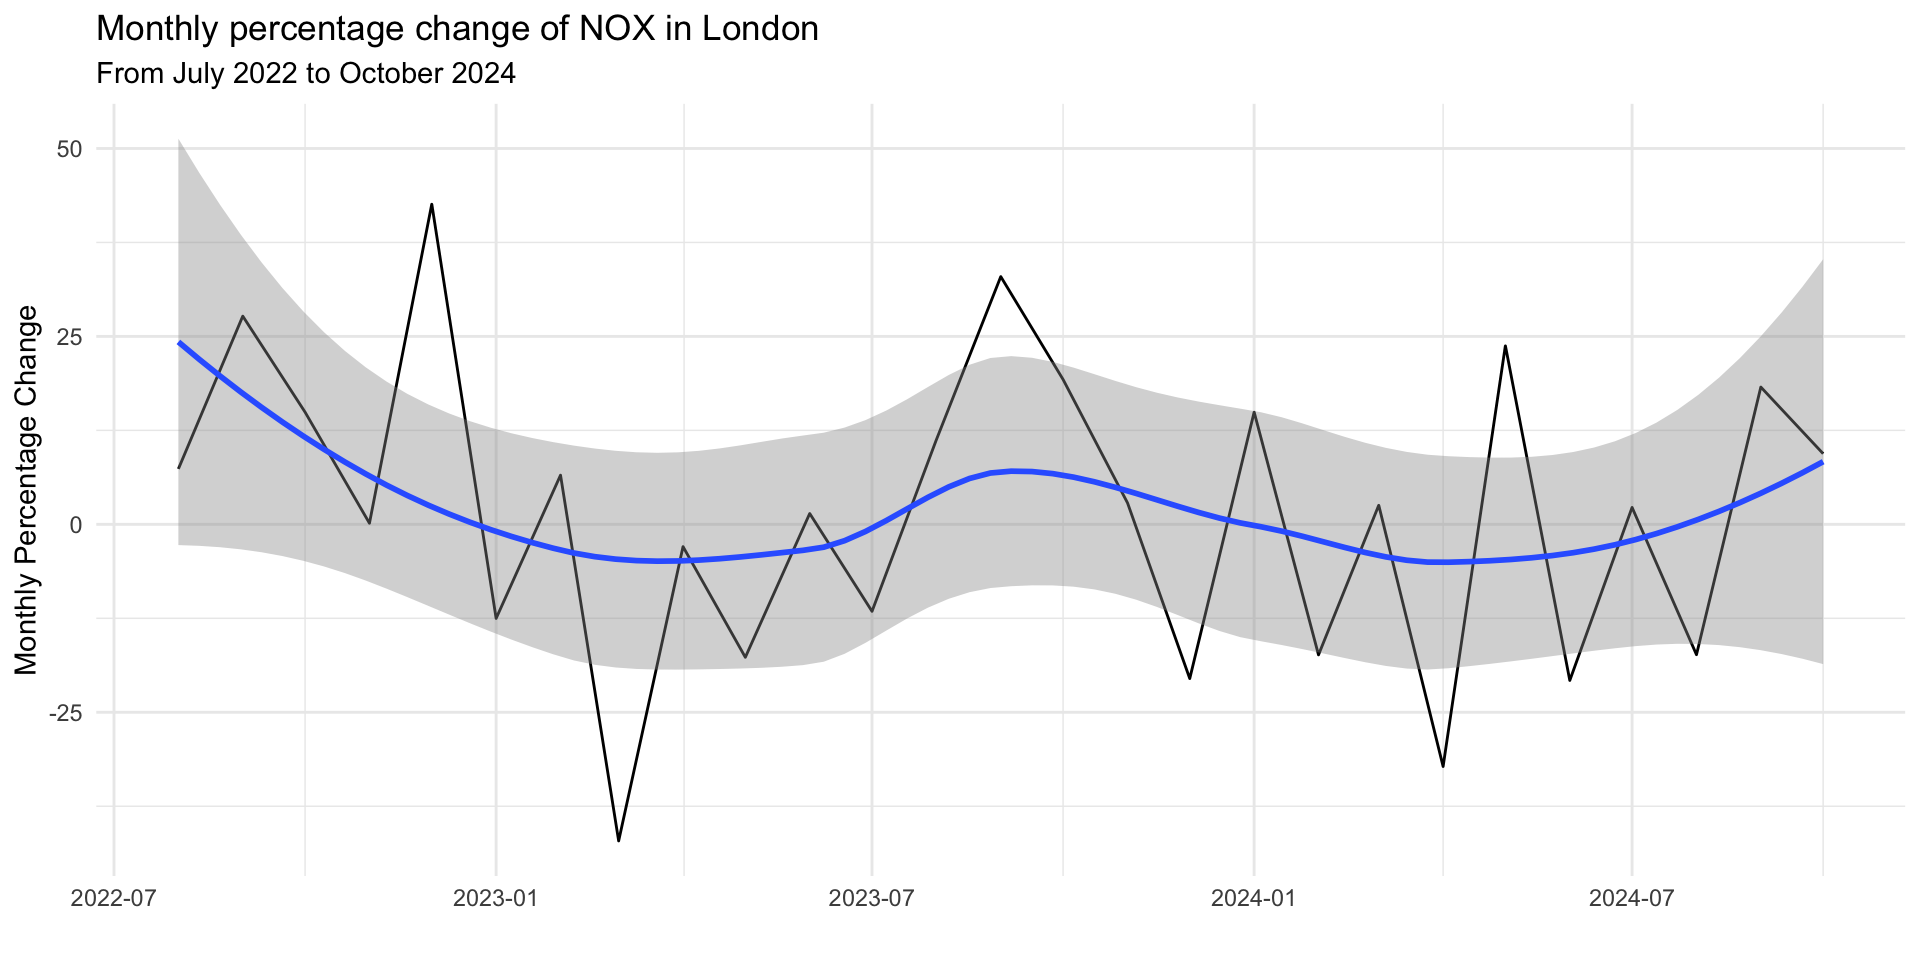 Monthly percentage change of NOX in London
From July 2022 to October 2024
Monthly Percentage Change
50
25
0
-25
2022-07 2023-01 2023-07 2024-01 2024-07